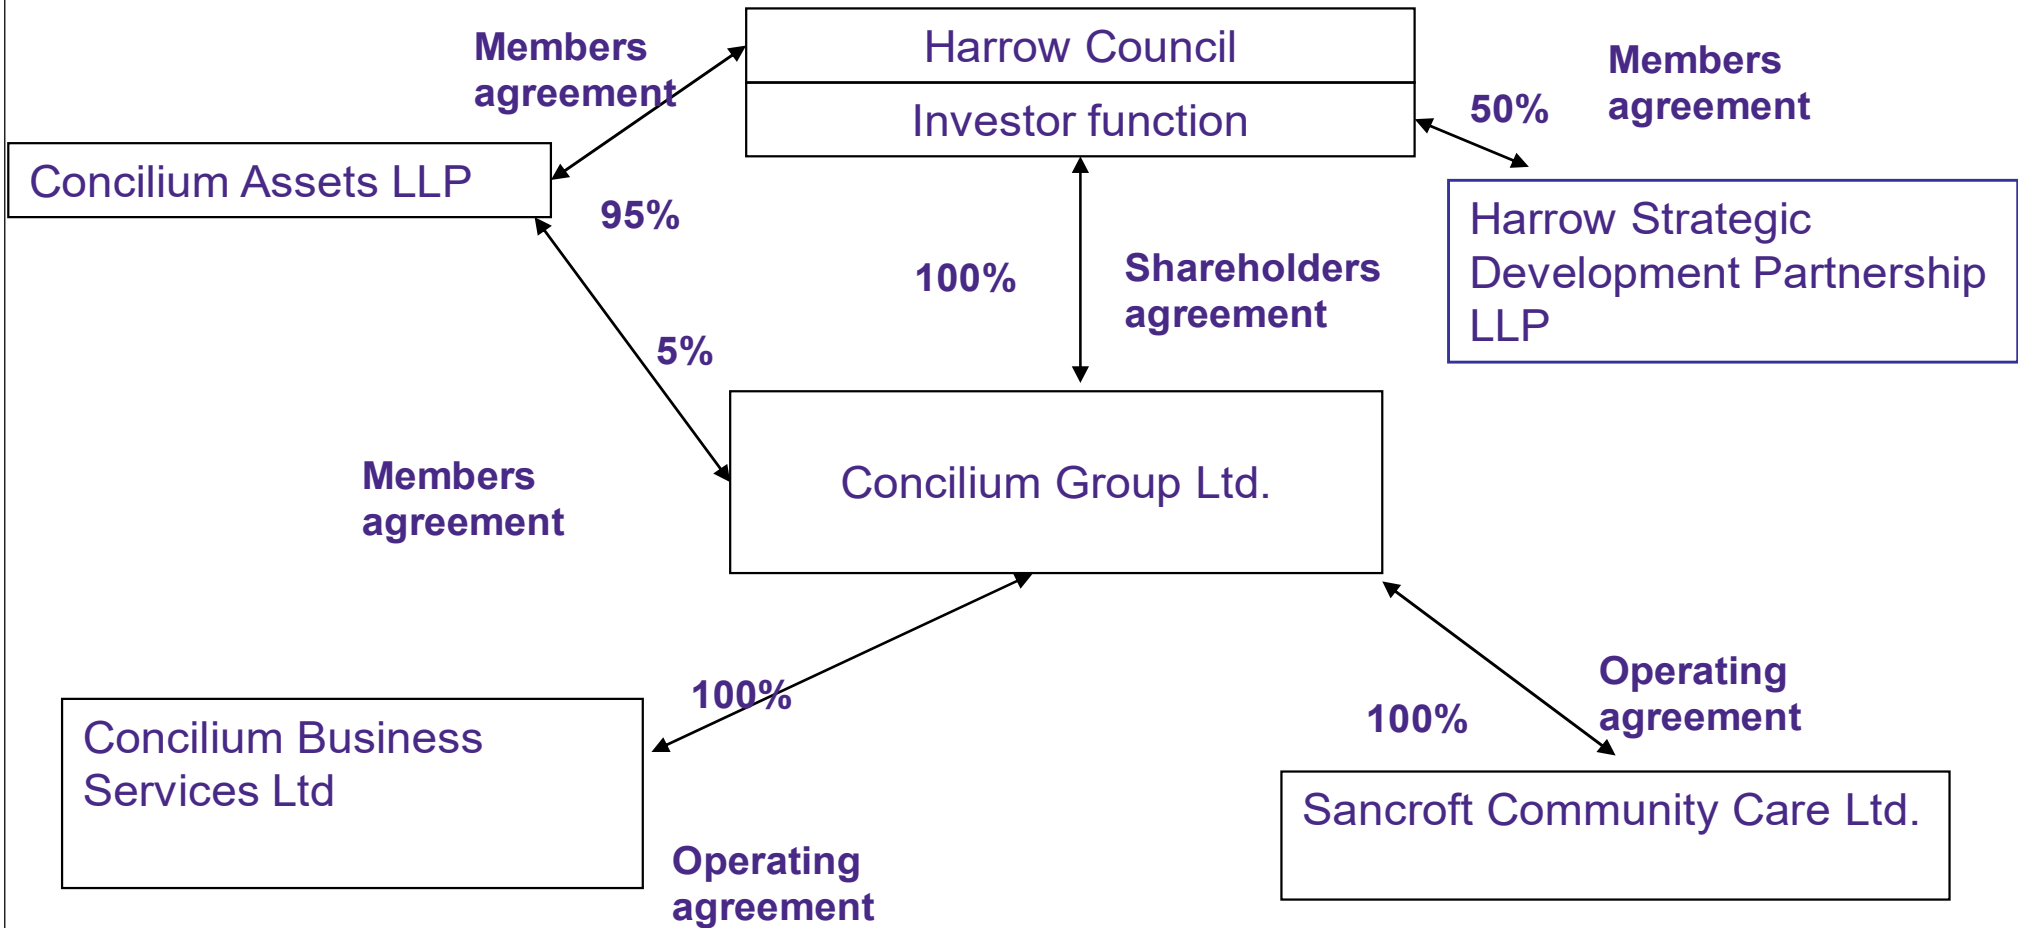 Harrow Council
Investor function
Members
agreement
Members
agreement
50%
Concilium Assets LLP
95%
Harrow Strategic
Development Partnership
LLP
100%
Shareholders
agreement
5%
Members
agreement
Concilium Group Ltd.
100%
Operating
agreement
100%
Concilium Business
Services Ltd
Sancroft Community Care Ltd.
Operating
agreement